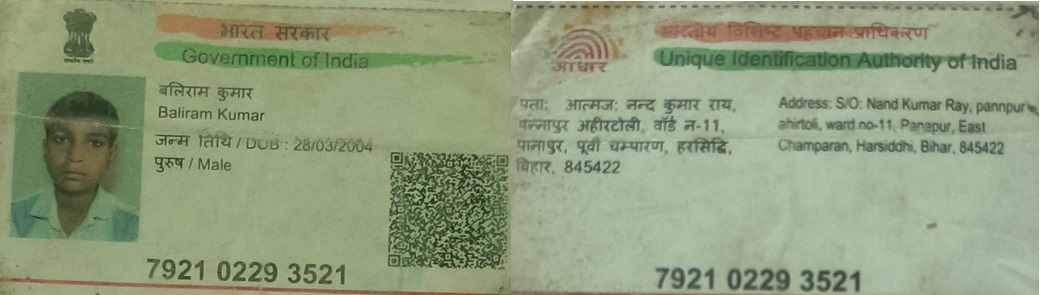 भारत सरकार
Government of India
बलिराम कुमार
Baliram Kumar
जन्म तिथि / DOB : 28/03/2004
पुरुष / Male
7921 0229 3521
भारतीय विशिष्ट पहचान प्राधिकरण
आधार
Unique Identification Authority of India
पता: आत्मज: नन्द कुमार राय,
पन्नापुर अहीरटोली, वॉर्ड न-11,
पानापुर, पूर्वी चम्पारण, हरसिद्धि,
बिहार, 845422
Address: S/O: Nand Kumar Ray, pannpur
ahirtoli, ward no-11, Panapur, East
Champaran, Harsiddhi, Bihar, 845422
7921 0229 3521